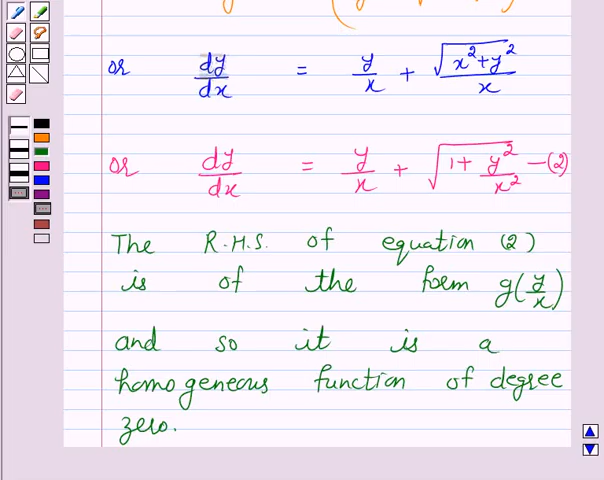 or dy/dx = y/x + √(x²+y²)/x
or dy/dx = y/x + √(1 + y²/x²) —(2)
The R.H.S. of equation (2)
is of the form g(y/x)
and so it is a
homogeneous function of degree
zero.